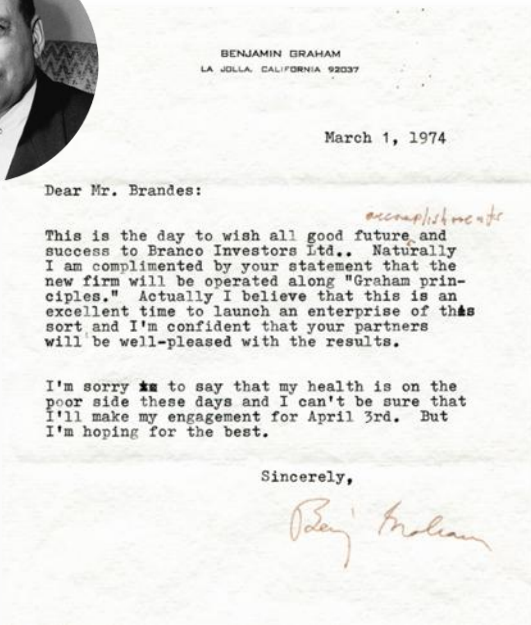 BENJAMIN GRAHAM
LA JOLLA, CALIFORNIA 92037
March 1, 1974
Dear Mr. Brandes:
accomplishments
This is the day to wish all good future and
success to Branco Investors Ltd.. Naturally
I am complimented by your statement that the
new firm will be operated along "Graham prin-
ciples." Actually I believe that this is an
excellent time to launch an enterprise of this
sort and I'm confident that your partners
will be well-pleased with the results.
I'm sorry to say that my health is on the
poor side these days and I can't be sure that
I'll make my engagement for April 3rd. But
I'm hoping for the best.
Sincerely,
Benj Graham